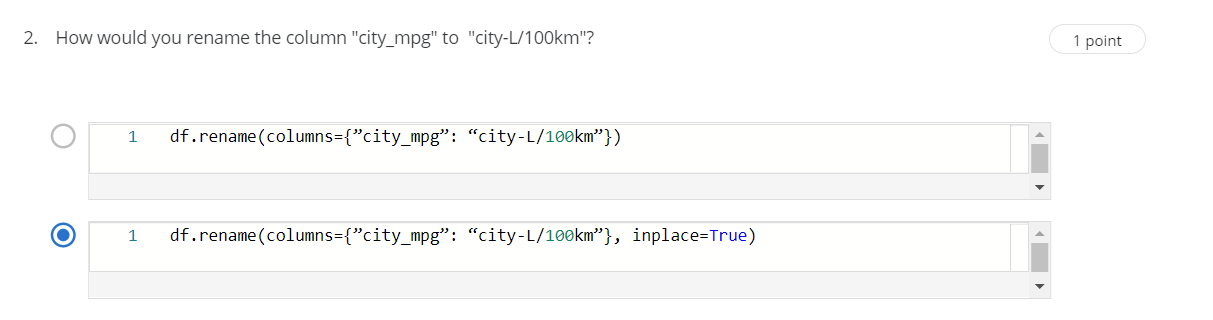 2. How would you rename the column "city_mpg" to "city-L/100km"?
1 point
1 df.rename(columns={”city_mpg”: “city-L/100km”})
1 df.rename(columns={”city_mpg”: “city-L/100km”}, inplace=True)